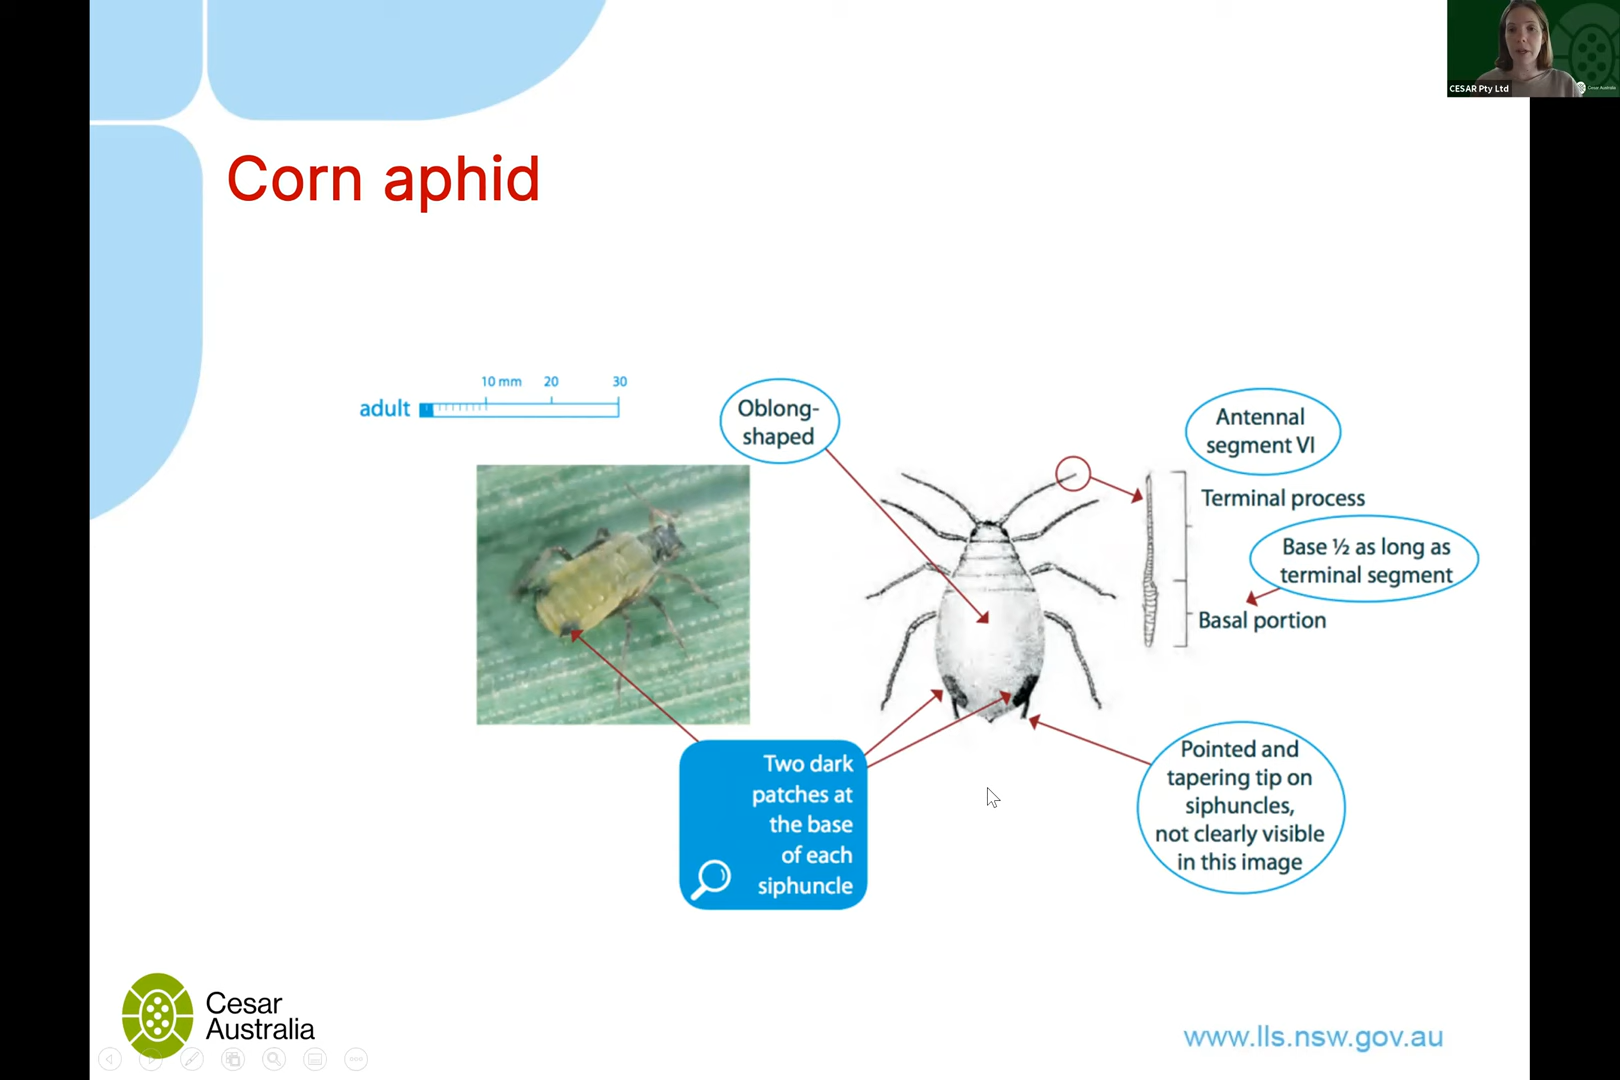 CESAR Pty Ltd
Cesar Australia
Corn aphid
10 mm 20 30
adult
Oblong-
shaped
Antennal
segment VI
Terminal process
Base ½ as long as
terminal segment
Basal portion
Two dark
patches at
the base
of each
siphuncle
Pointed and
tapering tip on
siphuncles,
not clearly visible
in this image
Cesar
Australia
www.lls.nsw.gov.au